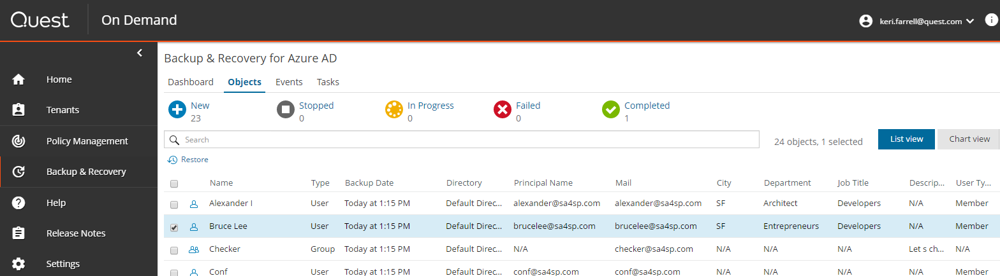 Quest On Demand keri.farrell@quest.com i
Backup & Recovery for Azure AD
Home
Tenants
Policy Management
Backup & Recovery
Help
Release Notes
Settings
Dashboard Objects Events Tasks
New Stopped In Progress Failed Completed
23 0 0 0 1
Search 24 objects, 1 selected List view Chart view
Restore
Name Type Backup Date Directory Principal Name Mail City Department Job Title Descrip... User Ty...
Alexander I User Today at 1:15 PM Default Direc... alexander@sa4sp.com alexander@sa4sp.com SF Architect Developers N/A Member
Bruce Lee User Today at 1:15 PM Default Direc... brucelee@sa4sp.com brucelee@sa4sp.com SF Entrepreneurs Developers N/A Member
Checker Group Today at 1:15 PM Default Direc... N/A checker@sa4sp.com N/A N/A N/A Let s ch... N/A
Conf User Today at 1:15 PM Default Direc... conf@sa4sp.com conf@sa4sp.com N/A N/A N/A N/A Member